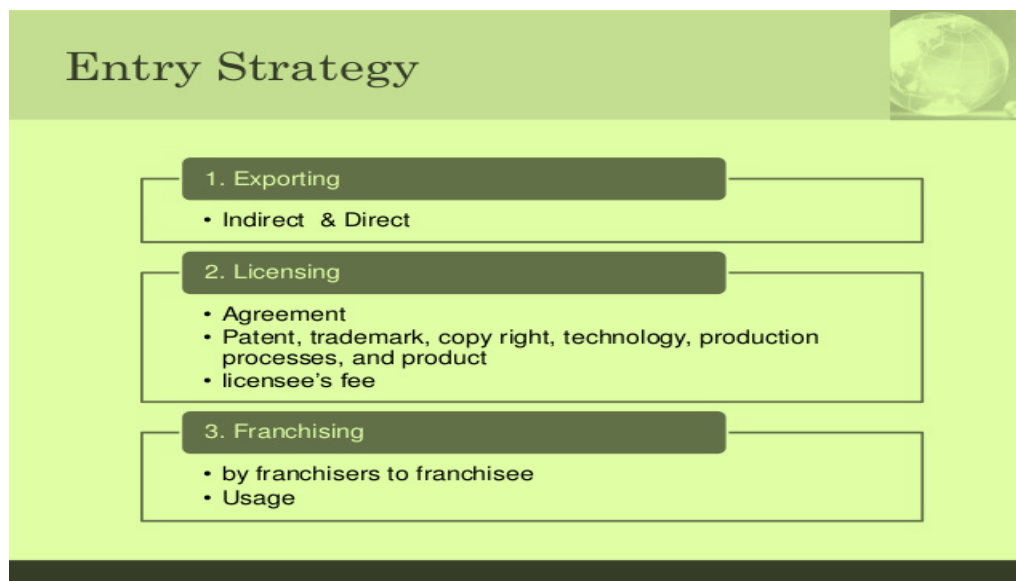 Entry Strategy
1. Exporting
• Indirect & Direct
2. Licensing
• Agreement
• Patent, trademark, copy right, technology, production
processes, and product
• licensee's fee
3. Franchising
• by franchisers to franchisee
• Usage